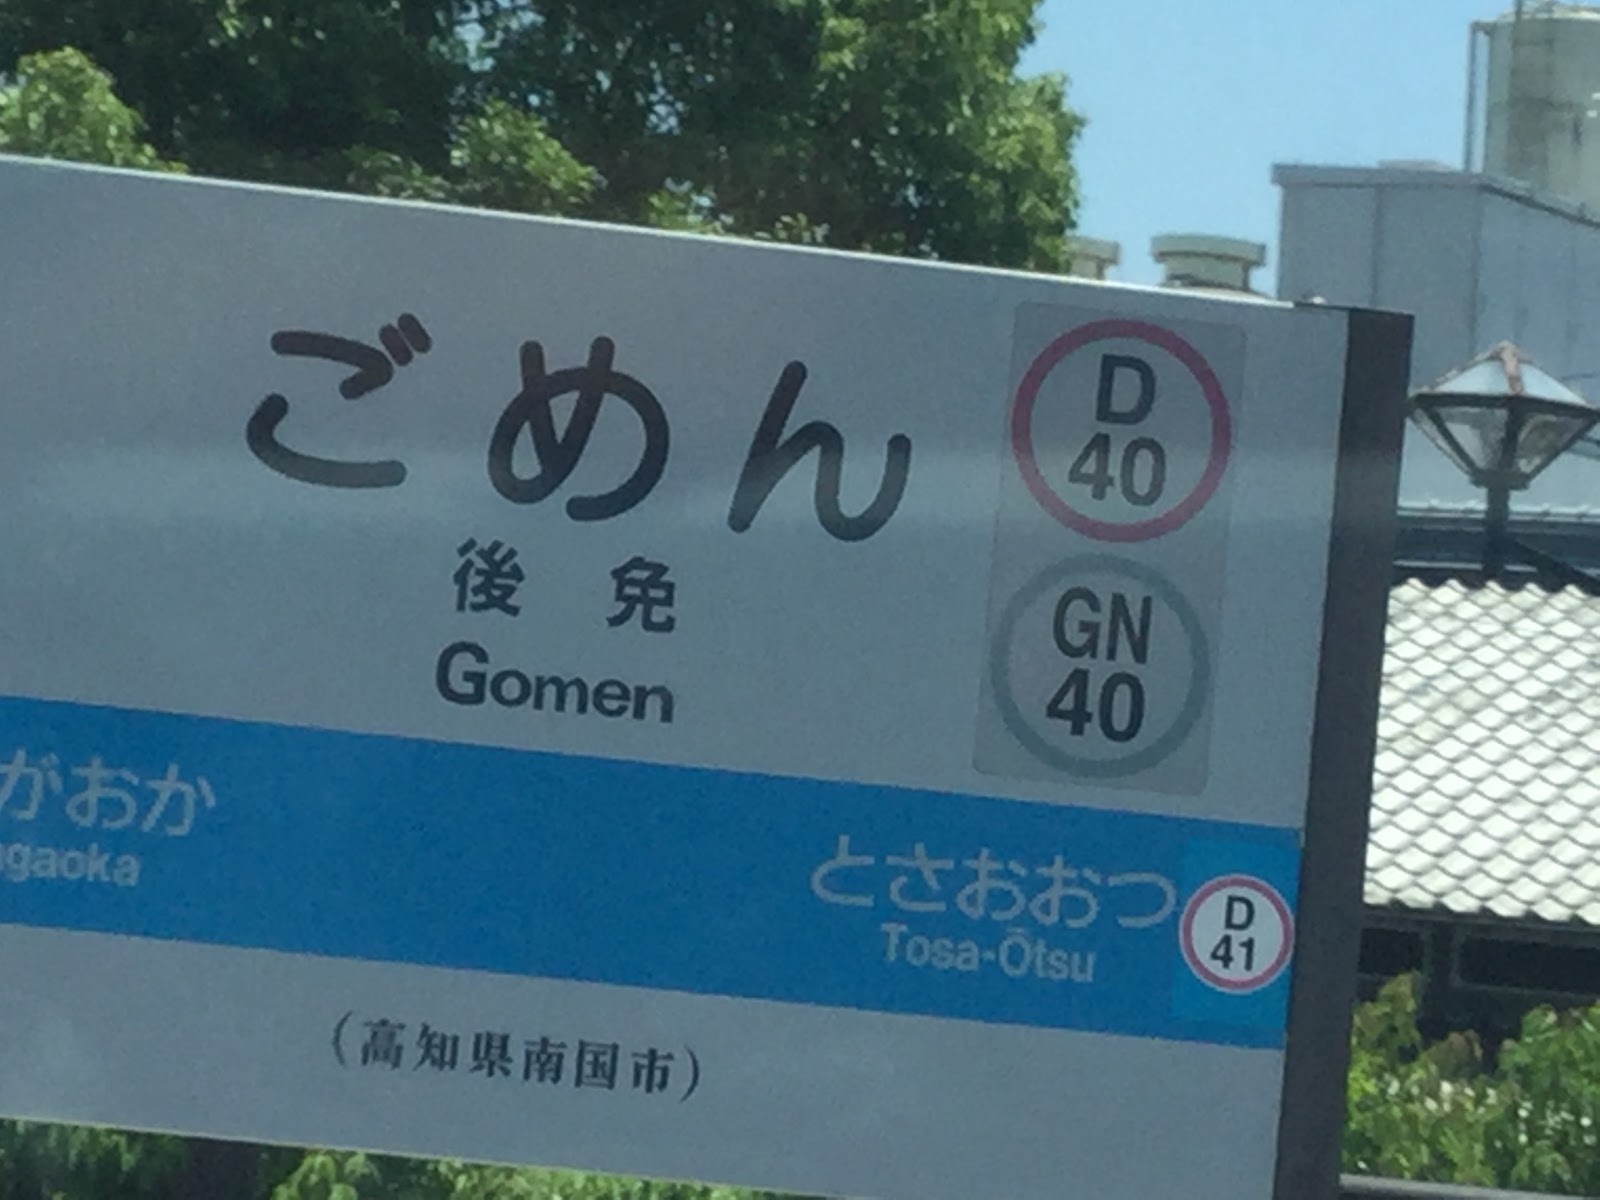 ごめん
D
40
後免
GN
40
Gomen
がおか
gaoka
とさおおつ
Tosa-Ōtsu
D
41
(高知県南国市)